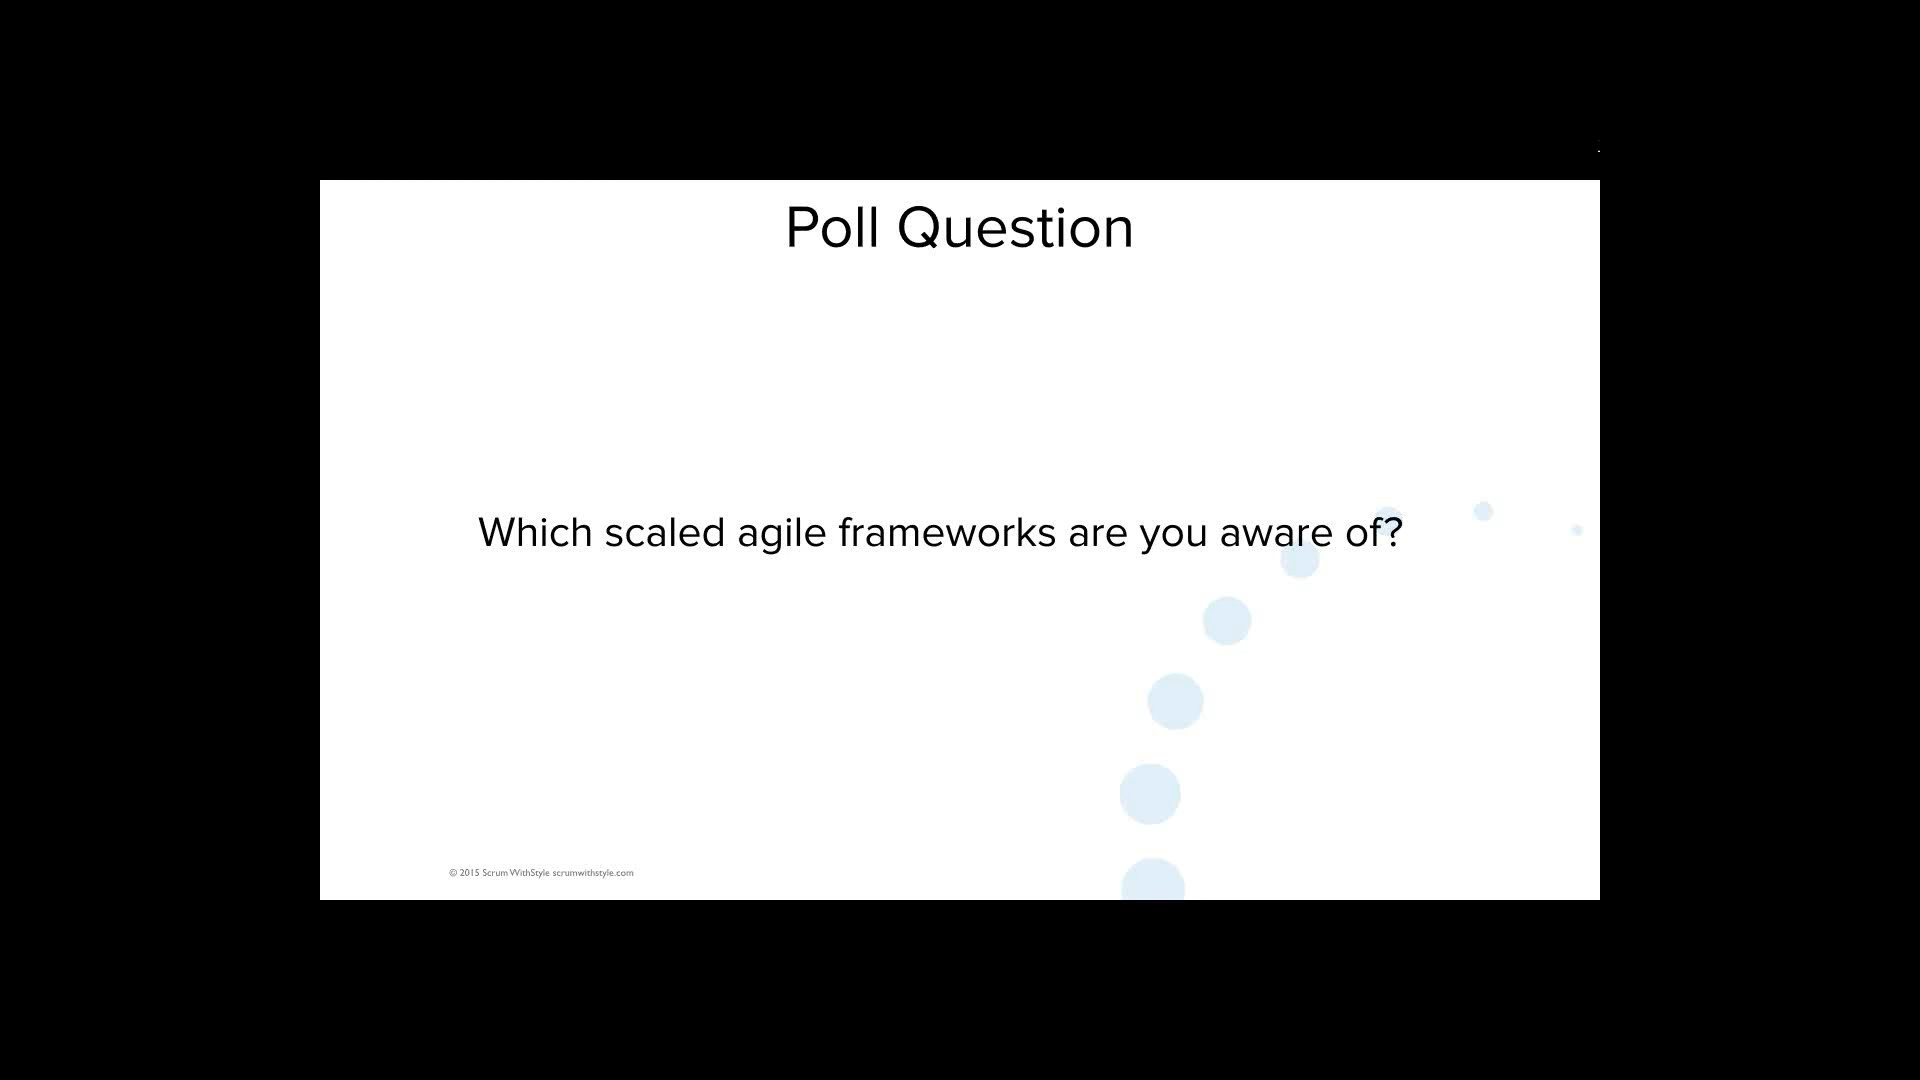 Poll Question
Which scaled agile frameworks are you aware of?
© 2015 Scrum WithStyle scrumwithstyle.com